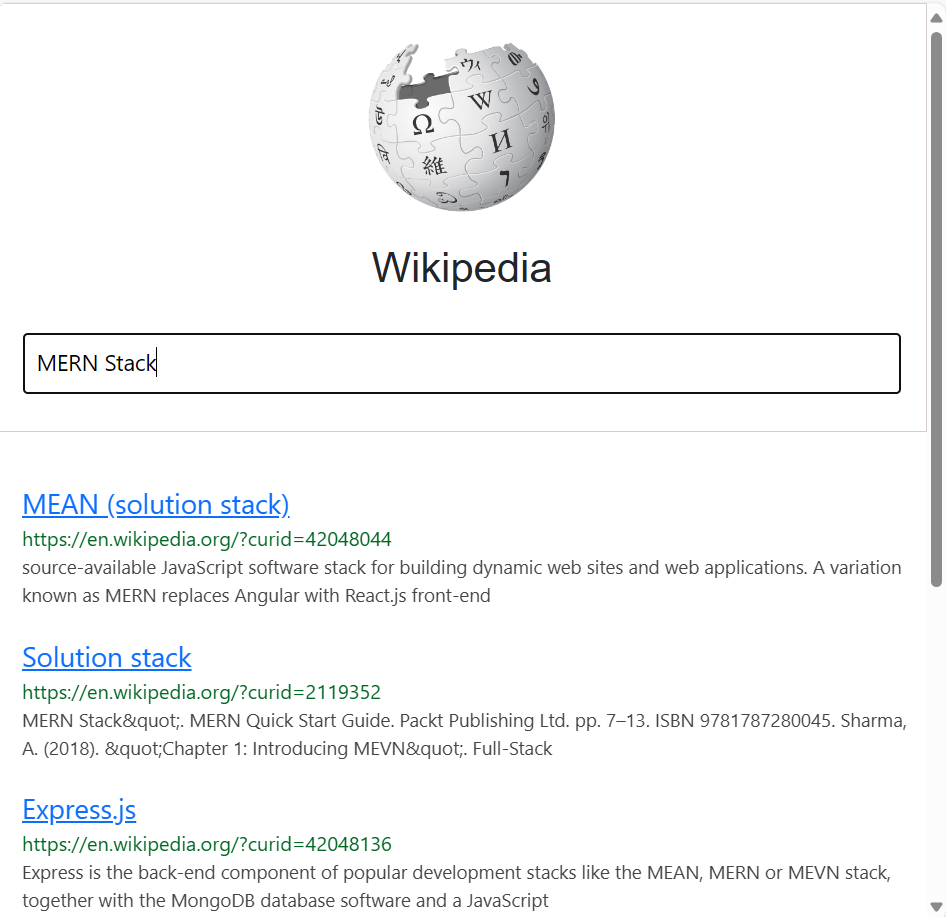 Ω
W
И
維
ウィ
7
Wikipedia
MERN Stack
MEAN (solution stack)
https://en.wikipedia.org/?curid=42048044
source-available JavaScript software stack for building dynamic web sites and web applications. A variation
known as MERN replaces Angular with React.js front-end
Solution stack
https://en.wikipedia.org/?curid=2119352
MERN Stack&quot;. MERN Quick Start Guide. Packt Publishing Ltd. pp. 7–13. ISBN 9781787280045. Sharma,
A. (2018). &quot;Chapter 1: Introducing MEVN&quot;. Full-Stack
Express.js
https://en.wikipedia.org/?curid=42048136
Express is the back-end component of popular development stacks like the MEAN, MERN or MEVN stack,
together with the MongoDB database software and a JavaScript